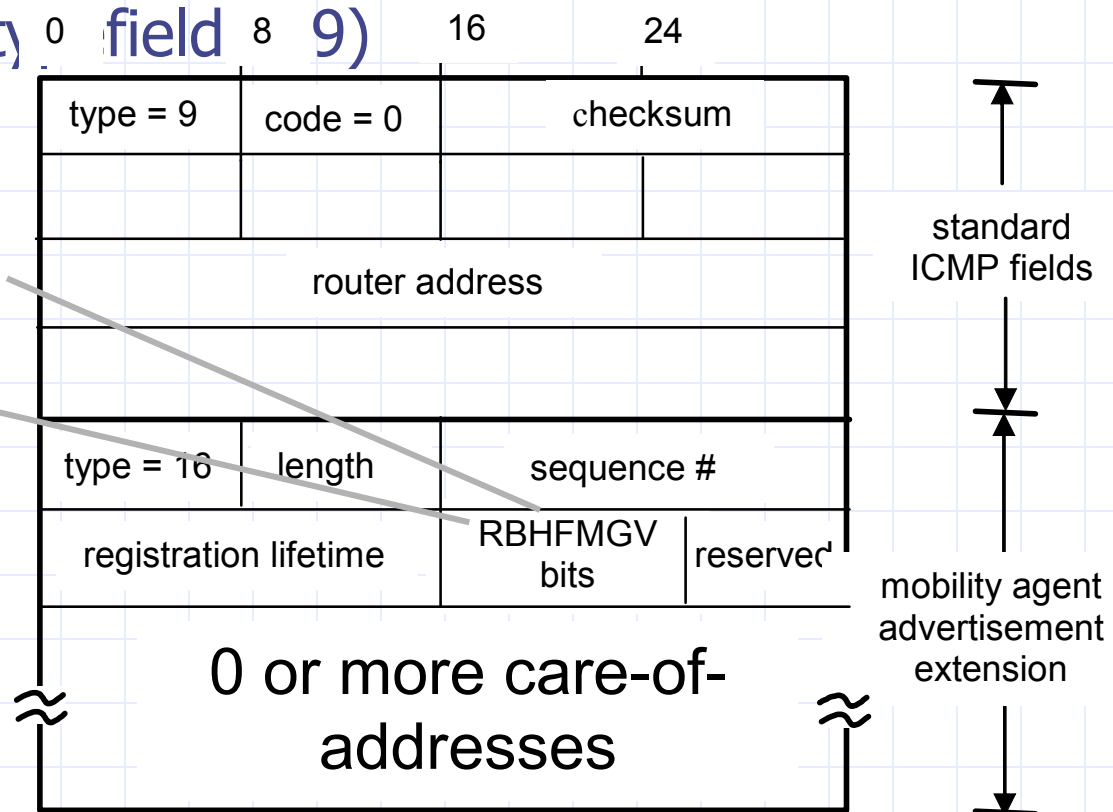 0 field 8 9) 16 24
type = 9 code = 0 checksum
standard
ICMP fields
router address
type = 16 length sequence #
registration lifetime RBHFMGV
bits reserved
mobility agent
advertisement
extension
0 or more care-of-
addresses